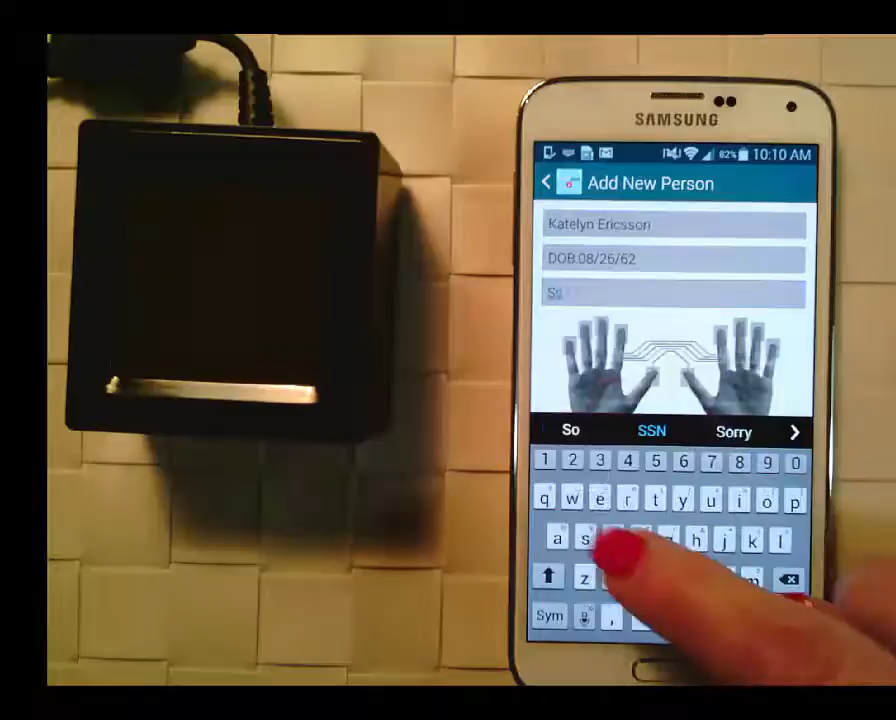 SAMSUNG
82% 10:10 AM
Add New Person
Katelyn Ericsson
DOB:08/26/62
Ss
So SSN Sorry
1 2 3 4 5 6 7 8 9 0
q w e r t y u i o p
a s h j k l
z m
Sym ,